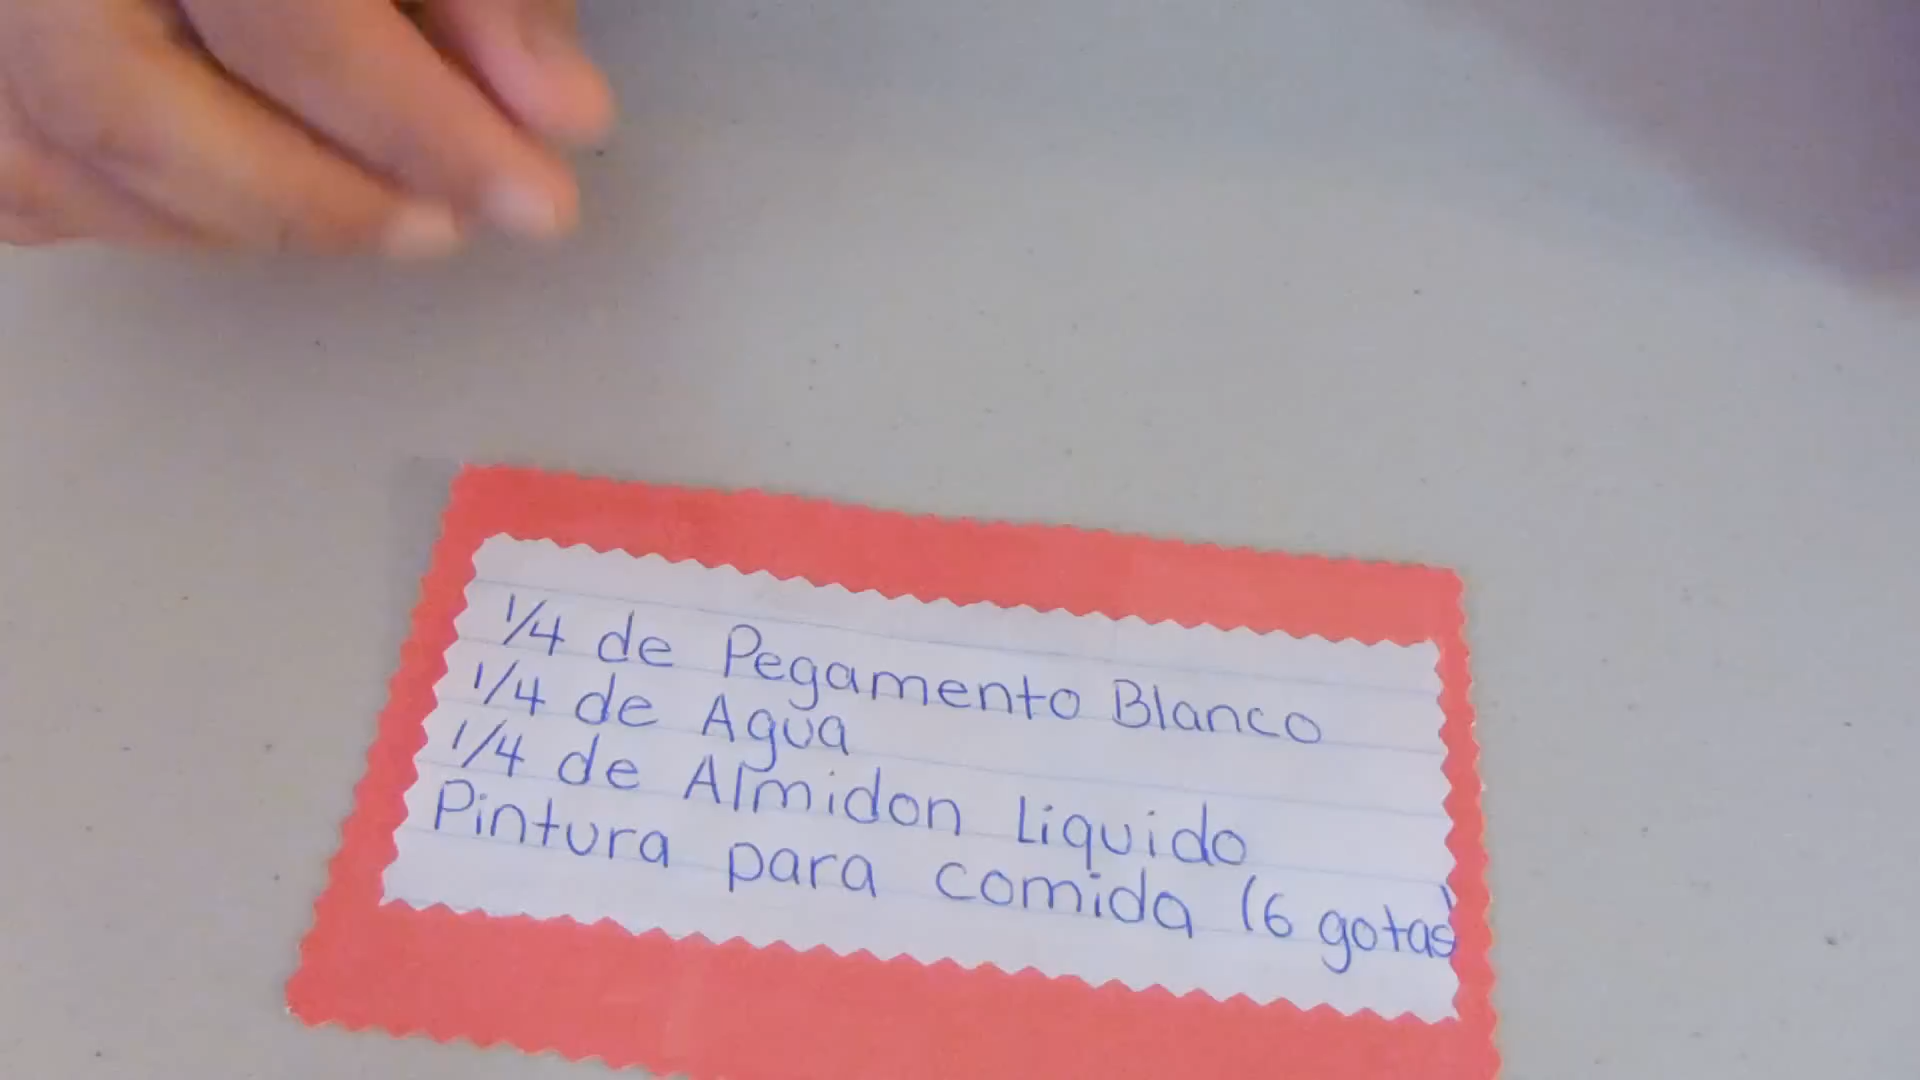 1/4 de Pegamento Blanco
1/4 de Agua
1/4 de Almidon Liquido
Pintura para comida (6 gotas)